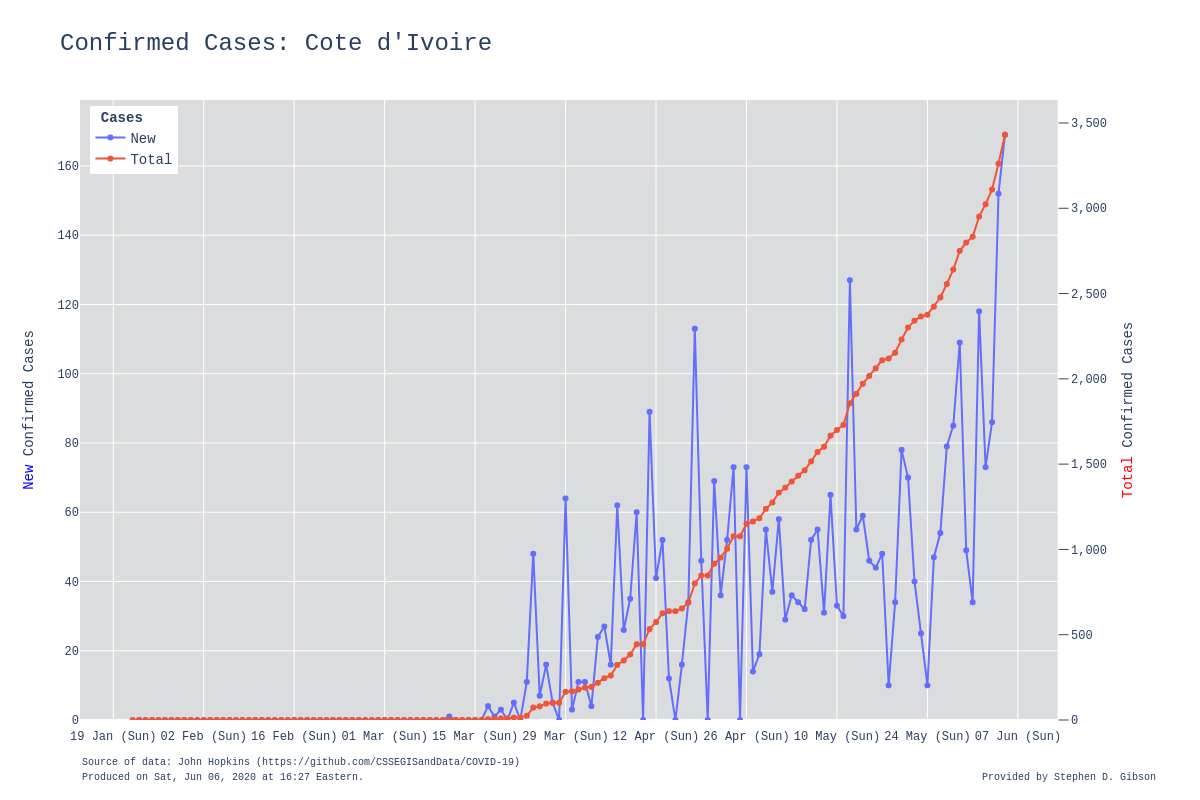 Confirmed Cases: Cote d'Ivoire
Cases
New
Total
160
140
120
100
80
60
40
20
0
3,500
3,000
2,500
2,000
1,500
1,000
500
0
New Confirmed Cases
Total Confirmed Cases
19 Jan (Sun) 02 Feb (Sun) 16 Feb (Sun) 01 Mar (Sun) 15 Mar (Sun) 29 Mar (Sun) 12 Apr (Sun) 26 Apr (Sun) 10 May (Sun) 24 May (Sun) 07 Jun (Sun)
Source of data: John Hopkins (https://github.com/CSSEGISandData/COVID-19)
Produced on Sat, Jun 06, 2020 at 16:27 Eastern.
Provided by Stephen D. Gibson